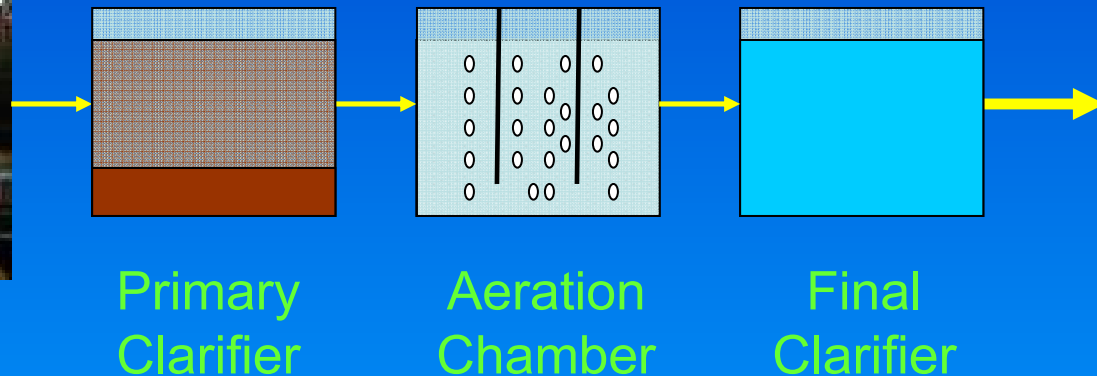 Primary
Clarifier
Aeration
Chamber
Final
Clarifier